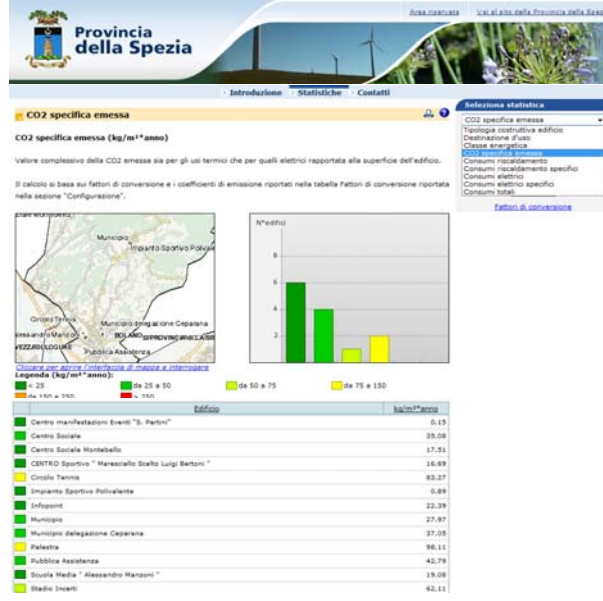 Area riservata Vai al sito della Provincia della Spezia
Provincia
della Spezia
Introduzione Statistiche Contatti
CO2 specifica emessa
Seleziona statistica
CO2 specifica emessa
Tipologia costruttiva edificio
Destinazione d'uso
Classe energetica
CO2 specifica emessa
Consumi riscaldamento
Consumi riscaldamento specifici
Consumi elettrici
Consumi elettrici specifici
Consumi totali
Fattori di conversione
CO2 specifica emessa (kg/m²*anno)
Valore complessivo della CO2 emessa sia per gli usi termici che per quelli elettrici rapportata alla superficie dell'edificio.
Il calcolo si basa sui fattori di conversione e i coefficienti di emissione riportati nella tabella Fattori di conversione riportata
nella sezione "Configurazione".
Municipio
Impianto Sportivo Polivale
Circolo Tennis
Municipio delegazione Ceparana
essandro Manzoni
BOLANO
Pubblica Assistenza
N°edifici
8
6
4
2
Cliccare per aprire l'interfaccia di mappa e interrogare
Legenda (kg/m²*anno):
< 25 da 25 a 50 da 50 a 75 da 75 a 150
da 150 a 250 > 250
Edificio kg/m²*anno
Centro manifestazioni Eventi "S. Pertini" 0,15
Centro Sociale 35,08
Centro Sociale Montebello 17,51
CENTRO Sportivo " Maresciallo Scelto Luigi Bertoni " 16,69
Circolo Tennis 83,27
Impianto Sportivo Polivalente 0,89
Infopoint 22,39
Municipio 27,97
Municipio delegazione Ceparana 37,05
Palestra 98,11
Pubblica Assistenza 42,79
Scuola Media " Alessandro Manzoni " 19,08
Stadio Incerti 62,11